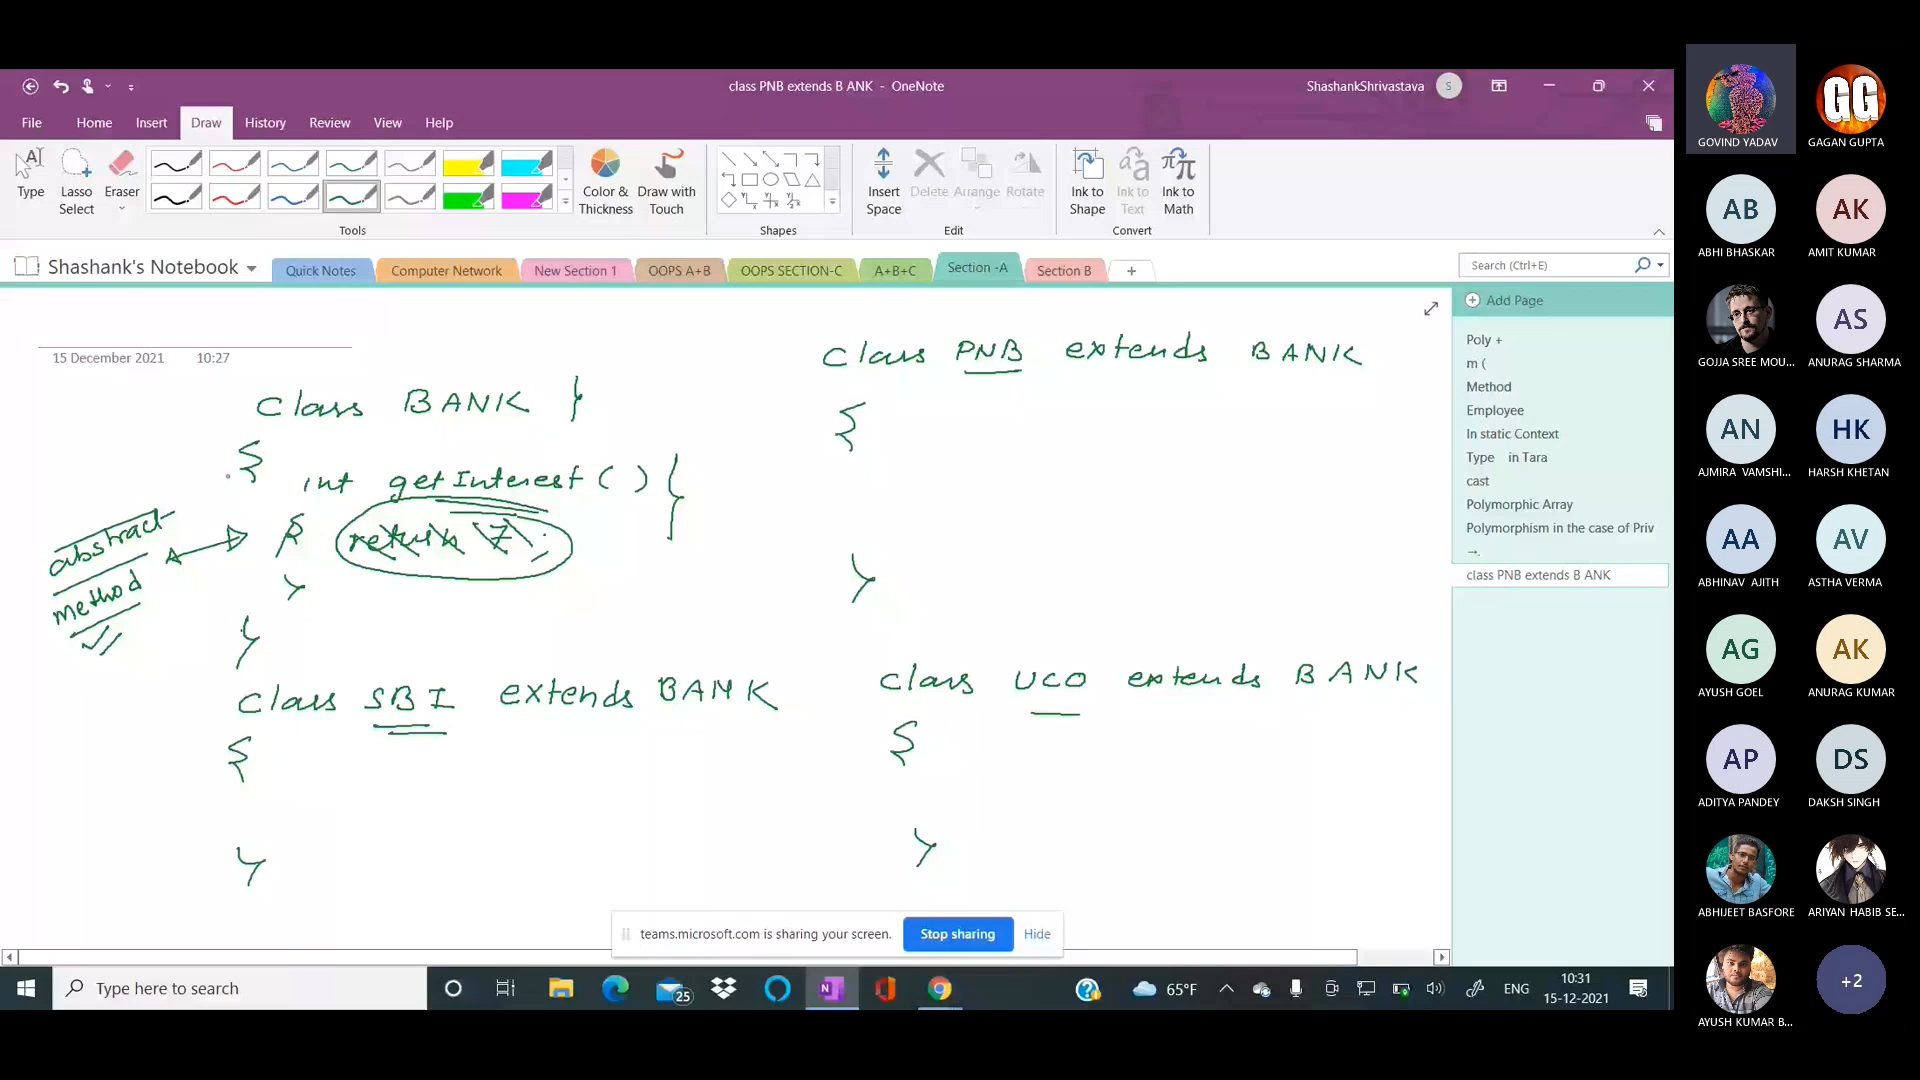 class PNB extends B ANK - OneNote
ShashankShrivastava
S
File Home Insert Draw History Review View Help
Type
Lasso Select
Eraser
Color & Thickness
Draw with Touch
Insert Space
Delete
Arrange
Rotate
Ink to Shape
Ink to Text
Ink to Math
Tools
Shapes
Edit
Convert
Shashank's Notebook
Quick Notes
Computer Network
New Section 1
OOPS A+B
OOPS SECTION-C
A+B+C
Section -A
Section B
+
Search (Ctrl+E)
Add Page
Poly +
m (
Method
Employee
In static Context
Type in Tara
cast
Polymorphic Array
Polymorphism in the case of Priv
→.
class PNB extends B ANK
15 December 2021 10:27
class BANK }
{
int getInterest ( ) }
{ return 7 ;
}
}
abstract
method
class SBI extends BANK
{
}
class PNB extends BANK
{
}
class UCO extends BANK
{
}
teams.microsoft.com is sharing your screen.
Stop sharing
Hide
Type here to search
25
65°F
ENG
10:31
15-12-2021
GOVIND YADAV
GG
GAGAN GUPTA
AB
ABHI BHASKAR
AK
AMIT KUMAR
GOJJA SREE MOU...
AS
ANURAG SHARMA
AN
AJMIRA VAMSHI...
HK
HARSH KHETAN
AA
ABHINAV AJITH
AV
ASTHA VERMA
AG
AYUSH GOEL
AK
ANURAG KUMAR
AP
ADITYA PANDEY
DS
DAKSH SINGH
ABHIJEET BASFORE
ARIYAN HABIB SE...
AYUSH KUMAR B...
+2